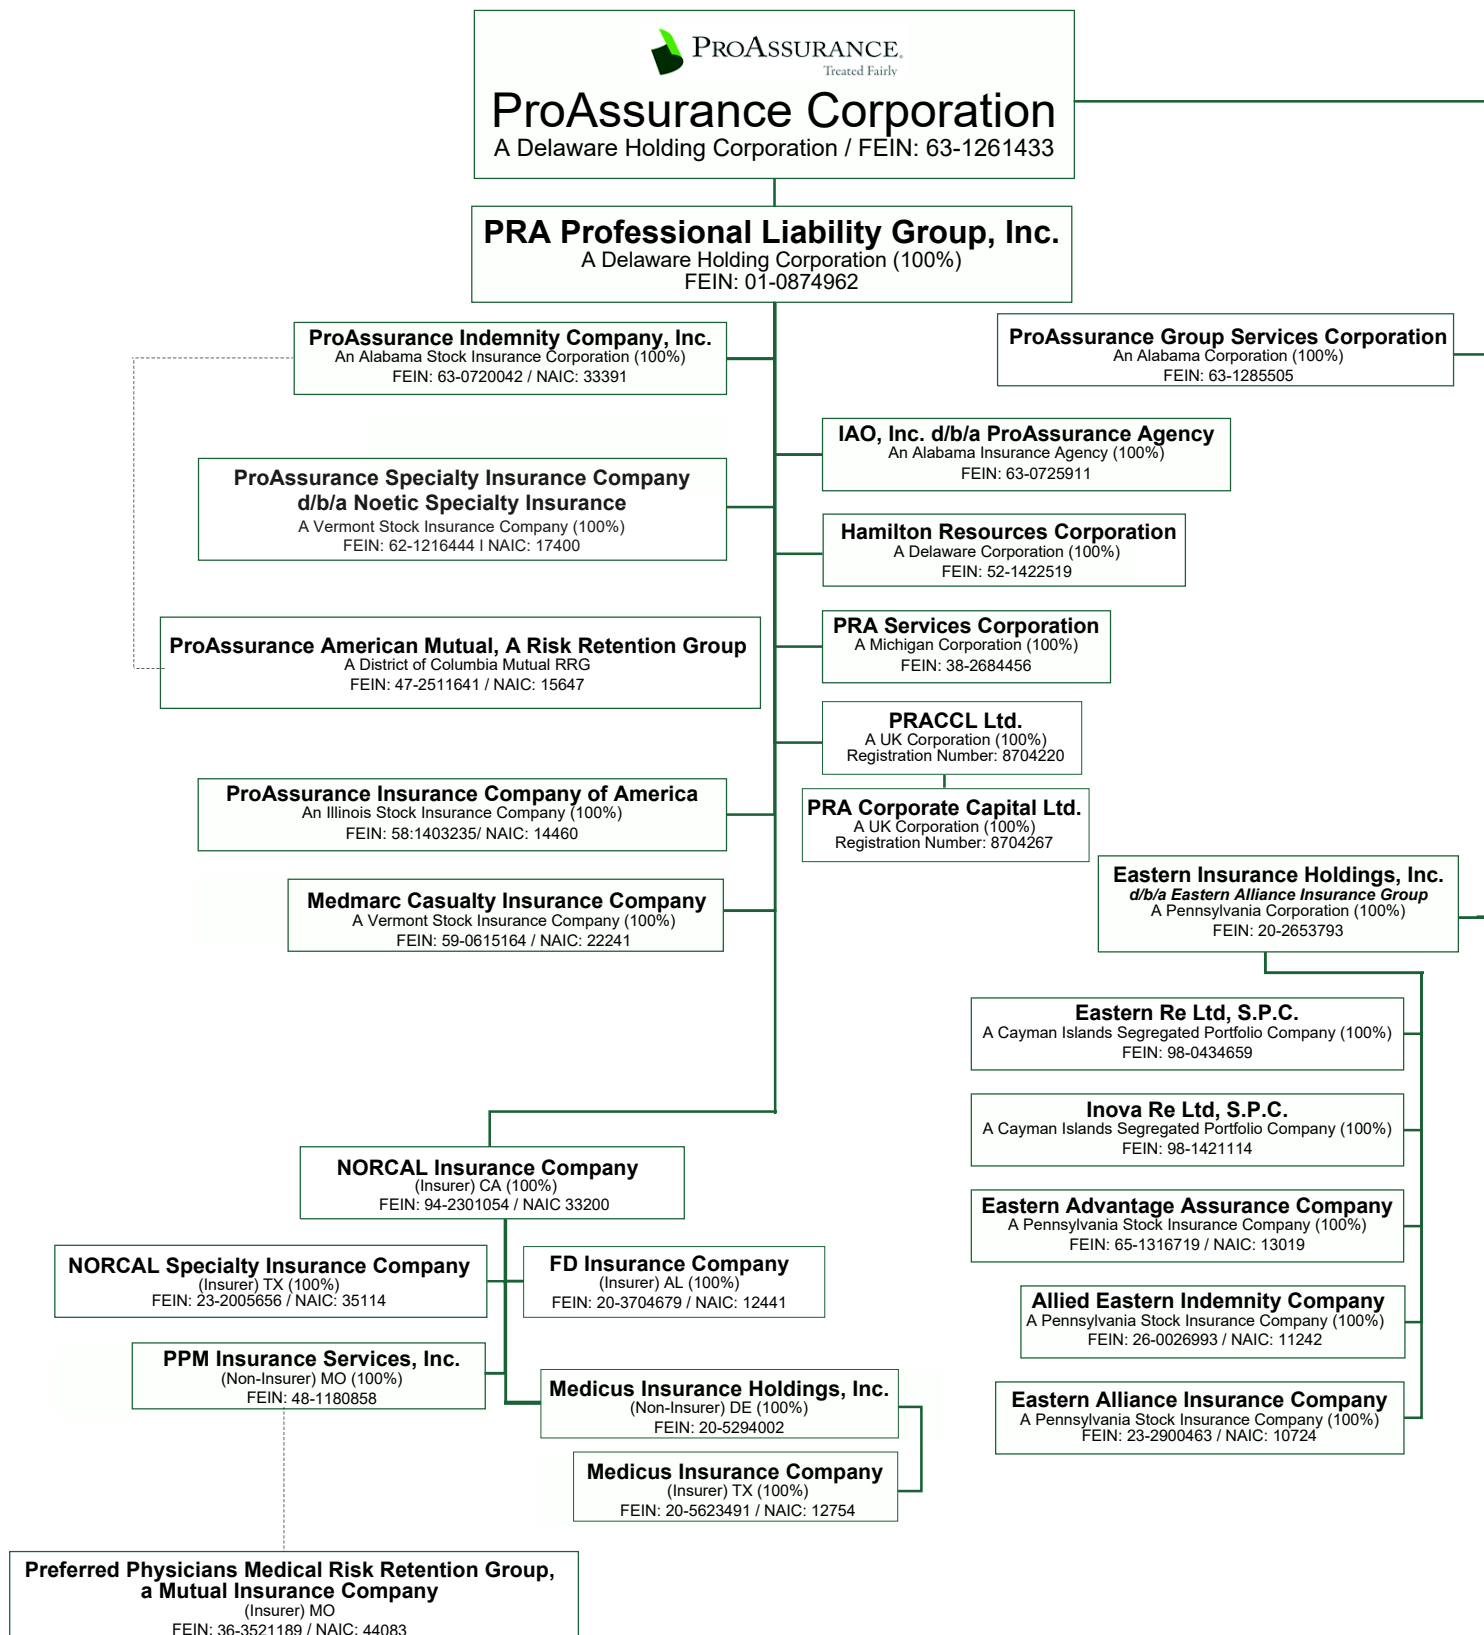 PROASSURANCE.
Treated Fairly
ProAssurance Corporation
A Delaware Holding Corporation / FEIN: 63-1261433
PRA Professional Liability Group, Inc.
A Delaware Holding Corporation (100%)
FEIN: 01-0874962
ProAssurance Indemnity Company, Inc.
An Alabama Stock Insurance Corporation (100%)
FEIN: 63-0720042 / NAIC: 33391
ProAssurance Group Services Corporation
An Alabama Corporation (100%)
FEIN: 63-1285505
IAO, Inc. d/b/a ProAssurance Agency
An Alabama Insurance Agency (100%)
FEIN: 63-0725911
ProAssurance Specialty Insurance Company
d/b/a Noetic Specialty Insurance
A Vermont Stock Insurance Company (100%)
FEIN: 62-1216444 I NAIC: 17400
Hamilton Resources Corporation
A Delaware Corporation (100%)
FEIN: 52-1422519
ProAssurance American Mutual, A Risk Retention Group
A District of Columbia Mutual RRG
FEIN: 47-2511641 / NAIC: 15647
PRA Services Corporation
A Michigan Corporation (100%)
FEIN: 38-2684456
PRACCL Ltd.
A UK Corporation (100%)
Registration Number: 8704220
ProAssurance Insurance Company of America
An Illinois Stock Insurance Company (100%)
FEIN: 58:1403235/ NAIC: 14460
PRA Corporate Capital Ltd.
A UK Corporation (100%)
Registration Number: 8704267
Medmarc Casualty Insurance Company
A Vermont Stock Insurance Company (100%)
FEIN: 59-0615164 / NAIC: 22241
Eastern Insurance Holdings, Inc.
d/b/a Eastern Alliance Insurance Group
A Pennsylvania Corporation (100%)
FEIN: 20-2653793
Eastern Re Ltd, S.P.C.
A Cayman Islands Segregated Portfolio Company (100%)
FEIN: 98-0434659
Inova Re Ltd, S.P.C.
A Cayman Islands Segregated Portfolio Company (100%)
FEIN: 98-1421114
Eastern Advantage Assurance Company
A Pennsylvania Stock Insurance Company (100%)
FEIN: 65-1316719 / NAIC: 13019
Allied Eastern Indemnity Company
A Pennsylvania Stock Insurance Company (100%)
FEIN: 26-0026993 / NAIC: 11242
Eastern Alliance Insurance Company
A Pennsylvania Stock Insurance Company (100%)
FEIN: 23-2900463 / NAIC: 10724
NORCAL Insurance Company
(Insurer) CA (100%)
FEIN: 94-2301054 / NAIC 33200
NORCAL Specialty Insurance Company
(Insurer) TX (100%)
FEIN: 23-2005656 / NAIC: 35114
FD Insurance Company
(Insurer) AL (100%)
FEIN: 20-3704679 / NAIC: 12441
PPM Insurance Services, Inc.
(Non-Insurer) MO (100%)
FEIN: 48-1180858
Medicus Insurance Holdings, Inc.
(Non-Insurer) DE (100%)
FEIN: 20-5294002
Medicus Insurance Company
(Insurer) TX (100%)
FEIN: 20-5623491 / NAIC: 12754
Preferred Physicians Medical Risk Retention Group,
a Mutual Insurance Company
(Insurer) MO
FEIN: 36-3521189 / NAIC: 44083